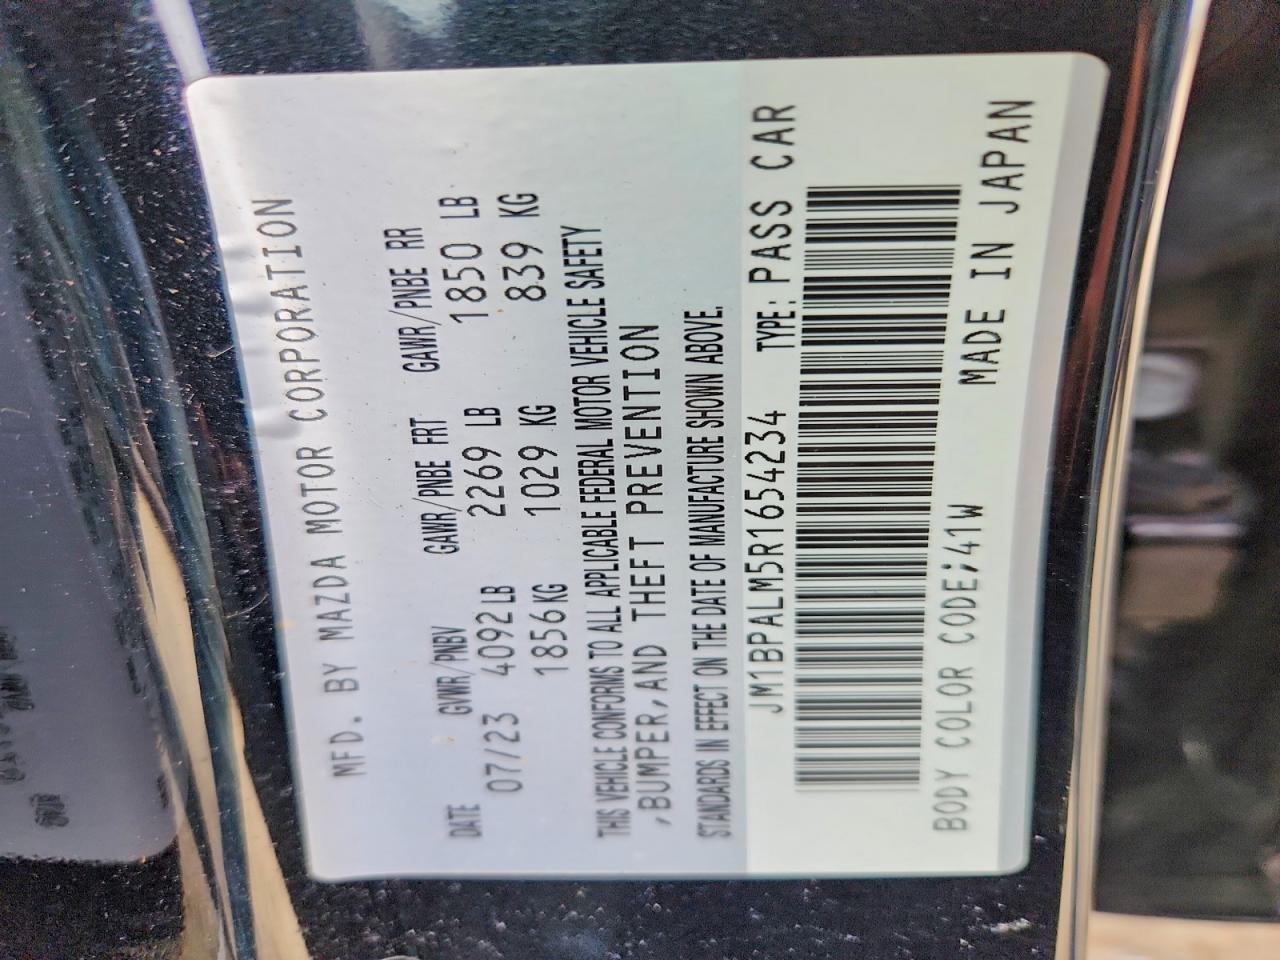 MFD. BY MAZDA MOTOR CORPORATION
DATE GVWR/PNBV GAWR/PNBE FRT GAWR/PNBE RR
07/23 4092LB 2269 LB 1850 LB
1856KG 1029 KG 839 KG
THIS VEHICLE CONFORMS TO ALL APPLICABLE FEDERAL MOTOR VEHICLE SAFETY
,BUMPER,AND THEFT PREVENTION
STANDARDS IN EFFECT ON THE DATE OF MANUFACTURE SHOWN ABOVE.
JM1BPALM5R1654234 TYPE: PASS CAR
BODY COLOR CODE;41W MADE IN JAPAN